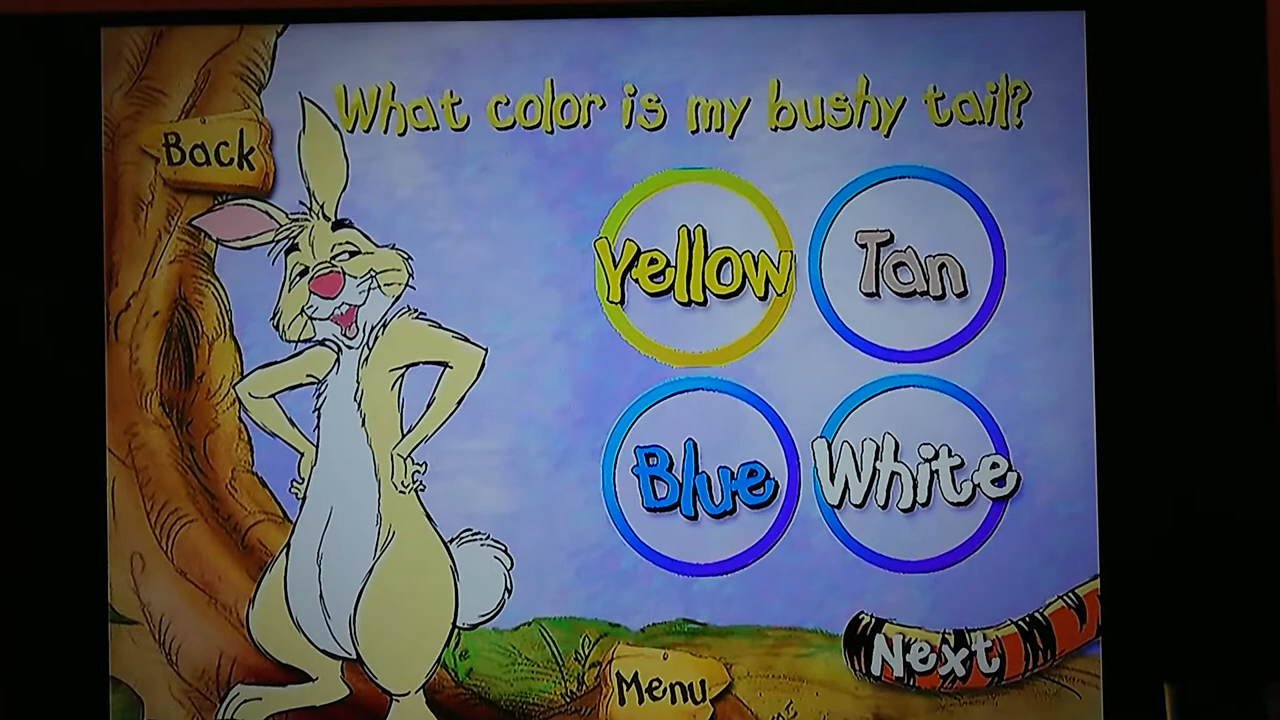 What color is my bushy tail?
Back
Yellow
Tan
Blue
White
Next
Menu